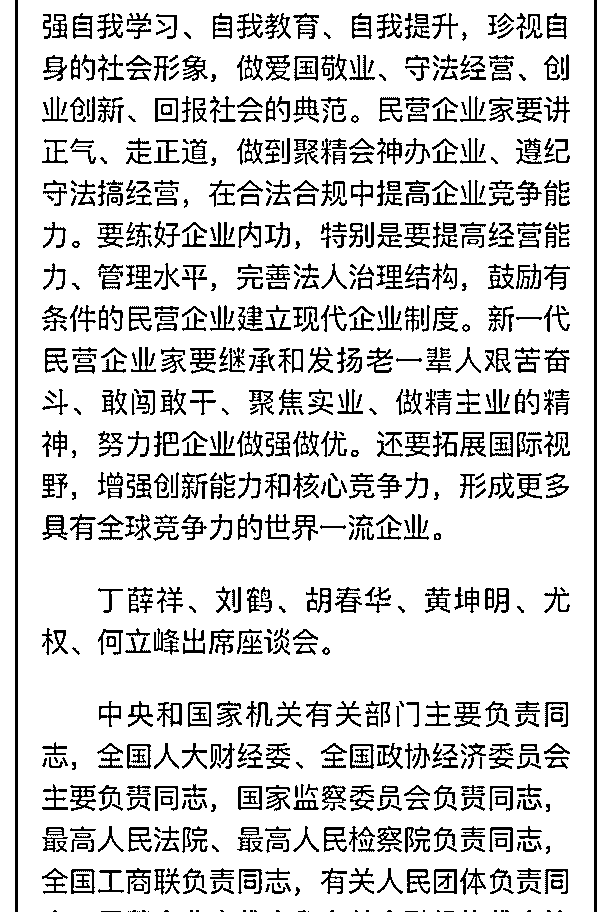 强自我学习、自我教育、自我提升，珍视自
身的社会形象，做爱国敬业、守法经营、创
业创新、回报社会的典范。民营企业家要讲
正气、走正道，做到聚精会神办企业、遵纪
守法搞经营，在合法合规中提高企业竞争能
力。要练好企业内功，特别是要提高经营能
力、管理水平，完善法人治理结构，鼓励有
条件的民营企业建立现代企业制度。新一代
民营企业家要继承和发扬老一辈人艰苦奋
斗、敢闯敢干、聚焦实业、做精主业的精
神，努力把企业做强做优。还要拓展国际视
野，增强创新能力和核心竞争力，形成更多
具有全球竞争力的世界一流企业。
丁薛祥、刘鹤、胡春华、黄坤明、尤
权、何立峰出席座谈会。
中央和国家机关有关部门主要负责同
志，全国人大财经委、全国政协经济委员会
主要负责同志，国家监察委员会负责同志，
最高人民法院、最高人民检察院负责同志，
全国工商联负责同志，有关人民团体负责同